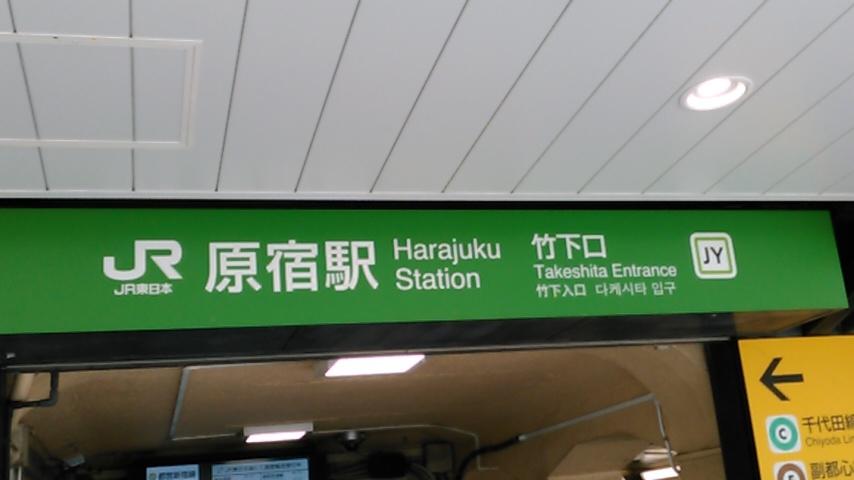 JR
JR東日本
原宿駅
Harajuku
Station
竹下口
Takeshita Entrance
竹下入口 다케시타 입구
JY
C
千代田線
Chiyoda Li
F
副都心